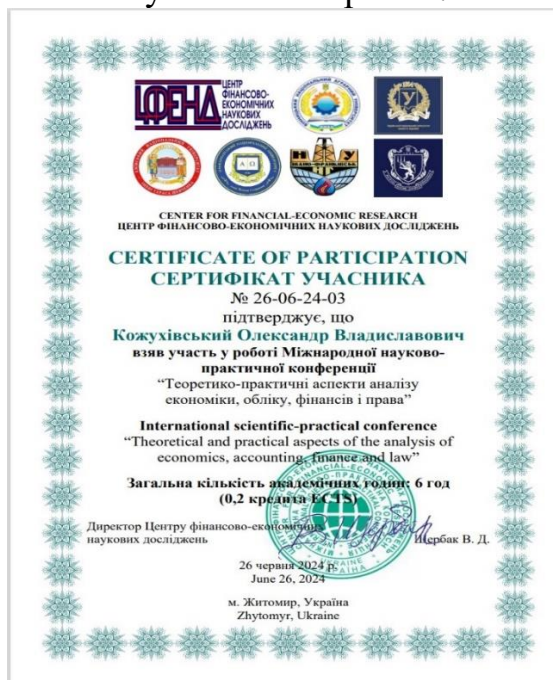 ЦФЕНД
ЦЕНТР
ФІНАНСОВО-
ЕКОНОМІЧНИХ
НАУКОВИХ
ДОСЛІДЖЕНЬ
CENTER FOR FINANCIAL-ECONOMIC RESEARCH
ЦЕНТР ФІНАНСОВО-ЕКОНОМІЧНИХ НАУКОВИХ ДОСЛІДЖЕНЬ
CERTIFICATE OF PARTICIPATION
СЕРТИФІКАТ УЧАСНИКА
№ 26-06-24-03
підтверджує, що
Кожухівський Олександр Владиславович
взяв участь у роботі Міжнародної науково-
практичної конференції
“Теоретико-практичні аспекти аналізу
економіки, обліку, фінансів і права”
International scientific-practical conference
“Theoretical and practical aspects of the analysis of
economics, accounting, finance and law”
Загальна кількість академічних годин: 6 год
(0,2 кредита ECTS)
Директор Центру фінансово-економічних
наукових досліджень
Щербак В. Д.
26 червня 2024 р.
June 26, 2024
м. Житомир, Україна
Zhytomyr, Ukraine